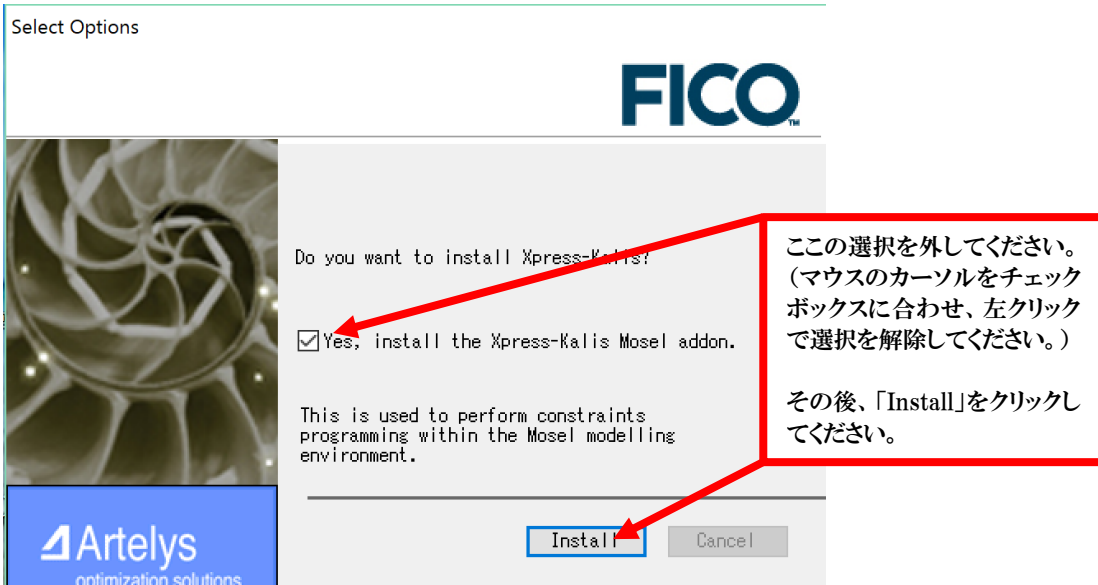 Select Options
FICO™
Do you want to install Xpress-Kalis?
Yes, install the Xpress-Kalis Mosel addon.
This is used to perform constraints
programming within the Mosel modelling
environment.
ここの選択を外してください。
（マウスのカーソルをチェック
ボックスに合わせ、左クリック
で選択を解除してください。）
その後、「Install」をクリックし
てください。
Install
Cancel
Artelys
optimization solutions